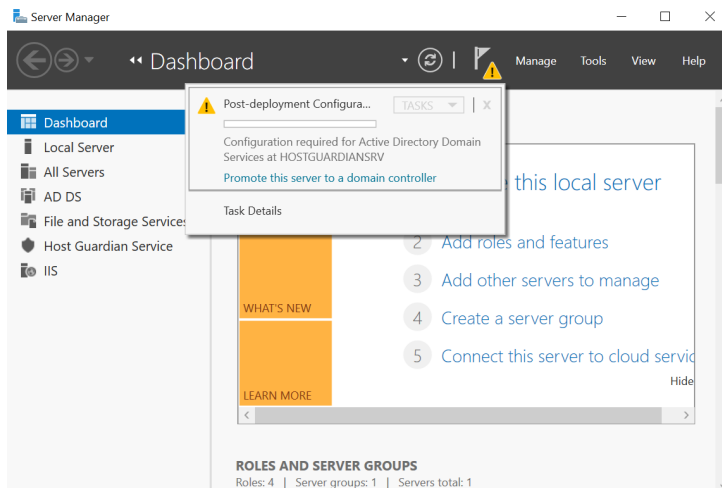 Server Manager
Dashboard
Manage Tools View Help
Post-deployment Configura... TASKS X
Configuration required for Active Directory Domain
Services at HOSTGUARDIANSRV
Promote this server to a domain controller
Task Details
Dashboard
Local Server
All Servers
AD DS
File and Storage Services
Host Guardian Service
IIS
this local server
2 Add roles and features
3 Add other servers to manage
4 Create a server group
5 Connect this server to cloud servic
WHAT'S NEW
LEARN MORE
Hide
ROLES AND SERVER GROUPS
Roles: 4 | Server groups: 1 | Servers total: 1